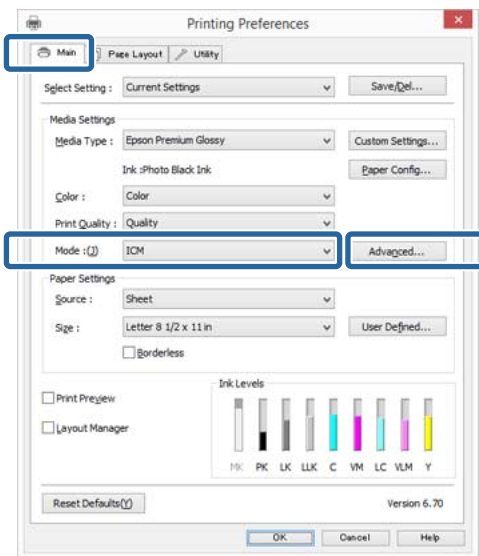 Printing Preferences
Main Page Layout Utility
Select Setting : Current Settings Save/Del...
Media Settings
Media Type : Epson Premium Glossy Custom Settings...
Ink :Photo Black Ink Paper Config...
Color : Color
Print Quality : Quality
Mode :(J) ICM Advanced...
Paper Settings
Source : Sheet
Size : Letter 8 1/2 x 11 in User Defined...
Borderless
Ink Levels
Print Preview
Layout Manager
MK PK LK LLK C VM LC VLM Y
Reset Defaults(Y) Version 6.70
OK Cancel Help